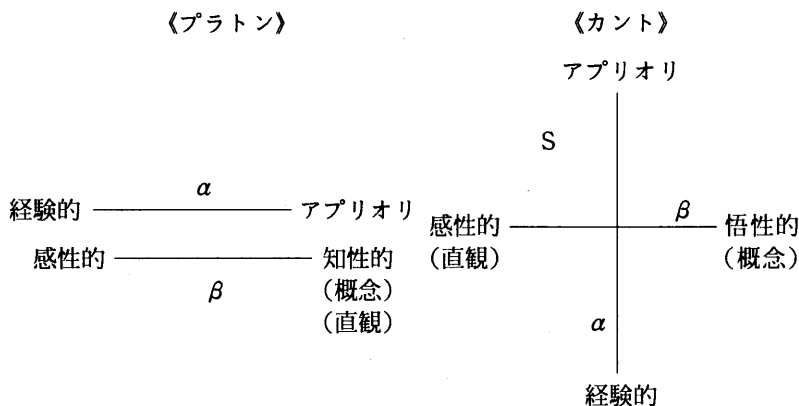 《プラトン》
《カント》
アプリオリ
S
α
経験的
アプリオリ
感性的
知性的
(概念)
(直観)
β
感性的
(直観)
β
悟性的
(概念)
α
経験的